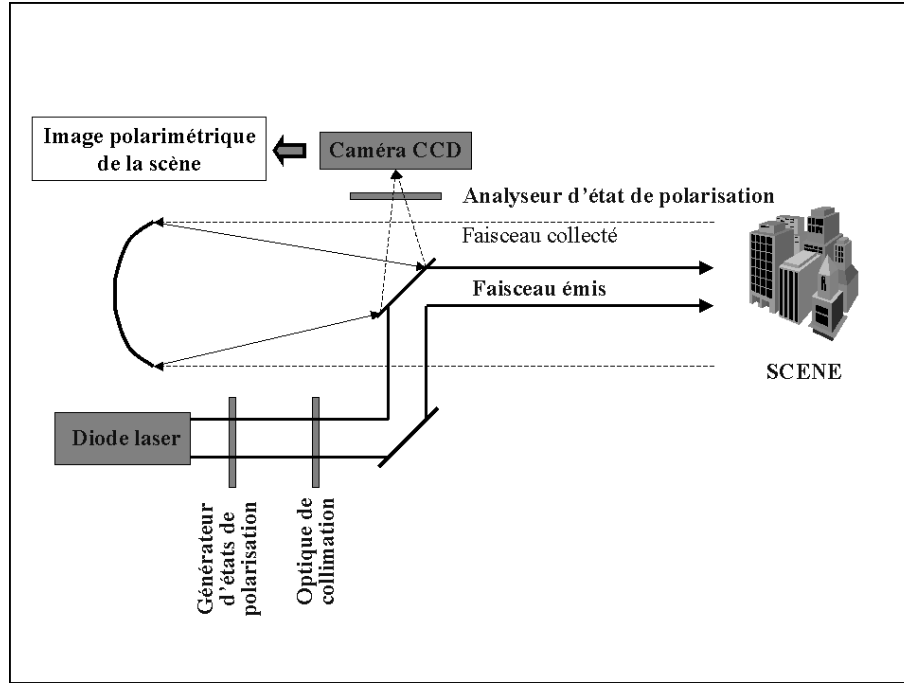 Image polarimétrique
de la scène
Caméra CCD
Analyseur d'état de polarisation
Faisceau collecté
Faisceau émis
SCENE
Diode laser
Générateur
d'états de
polarisation
Optique de
collimation